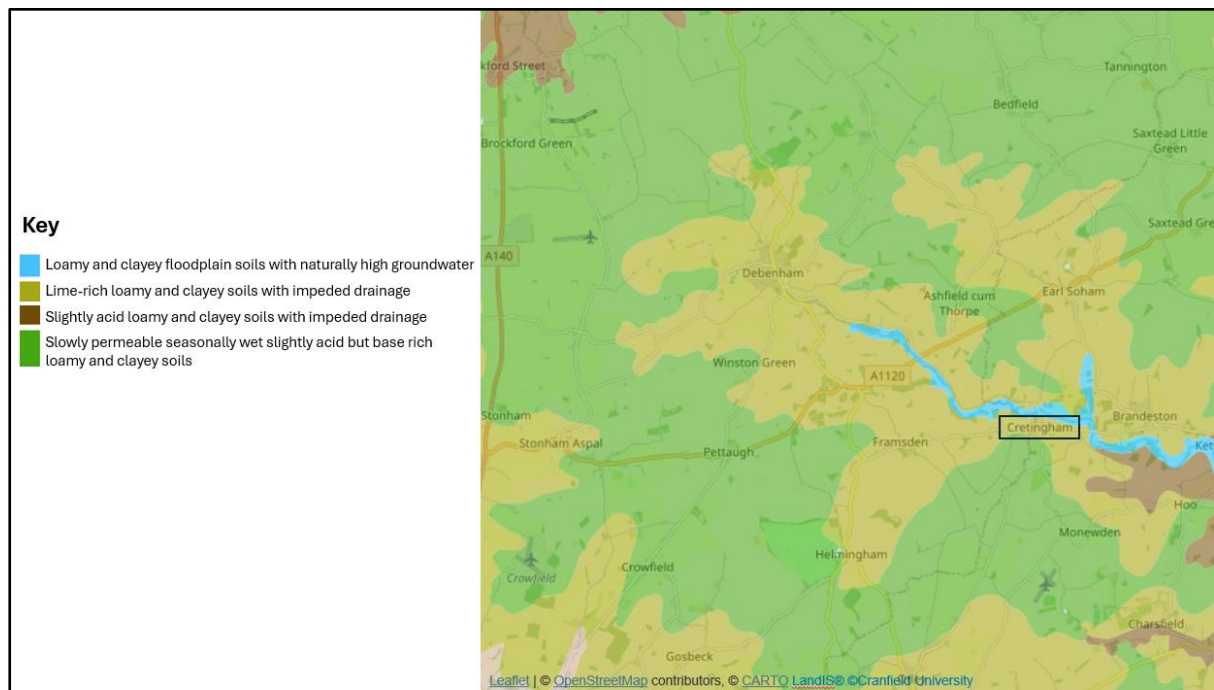 Key
Loamy and clayey floodplain soils with naturally high groundwater
Lime-rich loamy and clayey soils with impeded drainage
Slightly acid loamy and clayey soils with impeded drainage
Slowly permeable seasonally wet slightly acid but base rich
loamy and clayey soils
kford Street
Tannington
Bedfield
Saxtead Little
Green
Brockford Green
Saxtead Gre
A140
Debenham
Earl Soham
Ashfield cum
Thorpe
Winston Green
A1120
Stonham
Brandeston
Cretingham
Stonham Aspal
Framsden
Ket
Pettaugh
Hoo
Monewden
Helmingham
Crowfield
Crowfield
Charsfield
Gosbeck
Leaflet | © OpenStreetMap contributors, © CARTO LandIS® ©Cranfield University